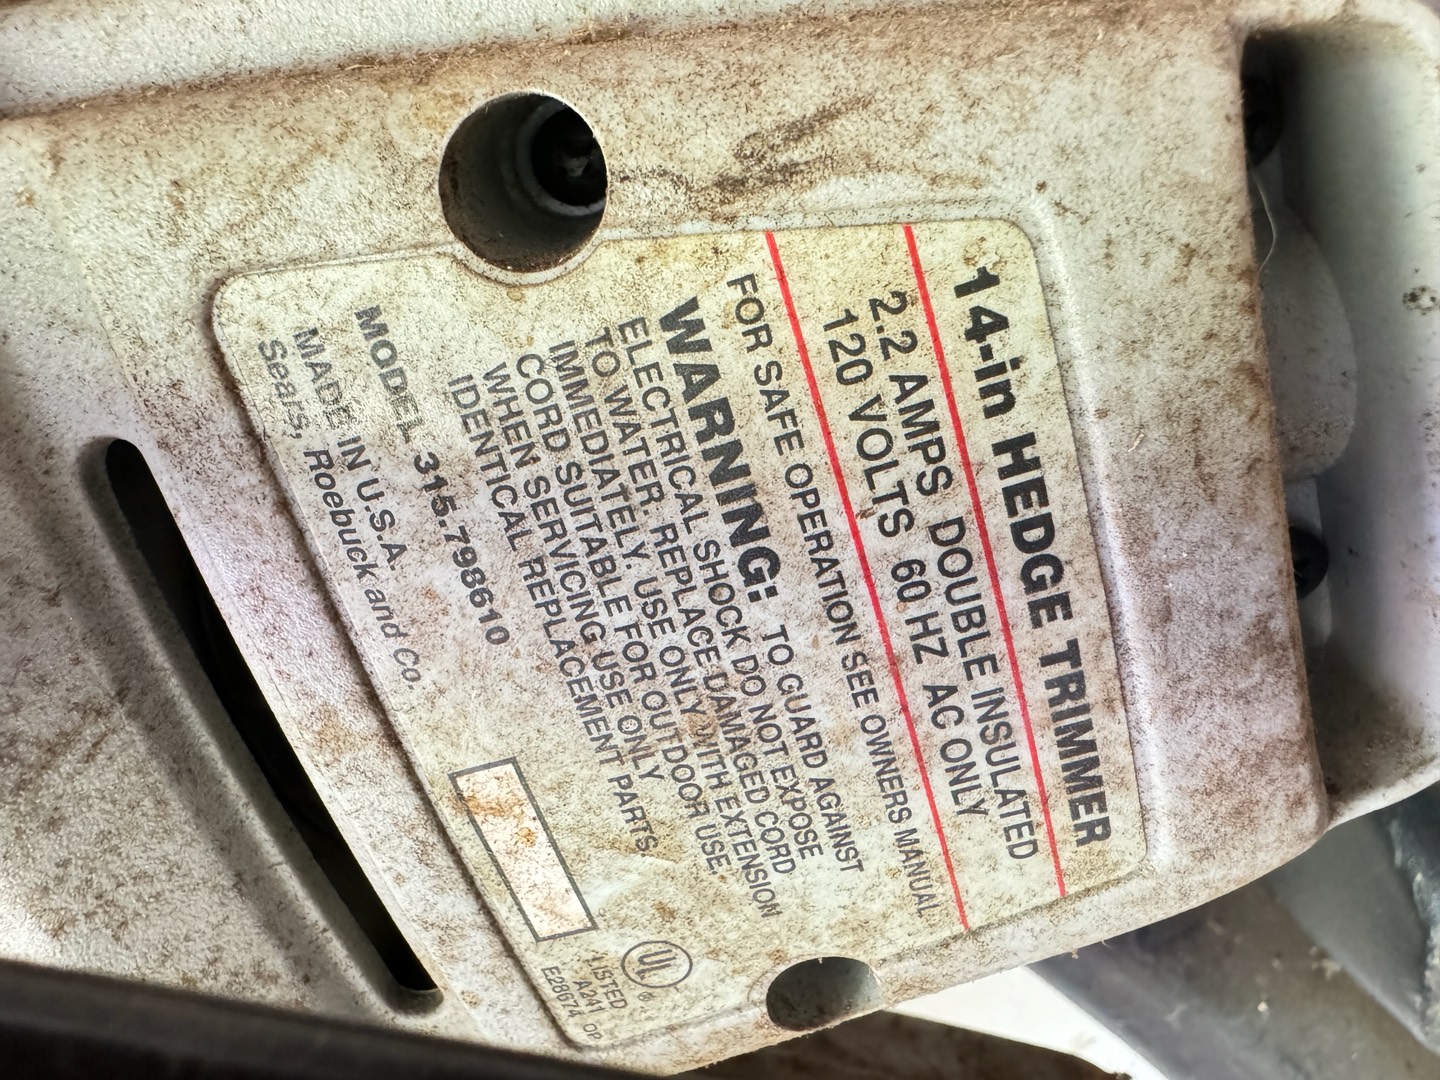 14-in HEDGE TRIMMER
2.2 AMPS DOUBLE INSULATED
120 VOLTS 60 HZ AC ONLY
FOR SAFE OPERATION SEE OWNERS MANUAL
WARNING: TO GUARD AGAINST
ELECTRICAL SHOCK DO NOT EXPOSE
TO WATER. REPLACE DAMAGED CORD
IMMEDIATELY. USE ONLY WITH EXTENSION
CORD SUITABLE FOR OUTDOOR USE.
WHEN SERVICING USE ONLY
IDENTICAL REPLACEMENT PARTS.
MODEL 315.798610
MADE IN U.S.A.
Sears, Roebuck and Co.
UL ®
LISTED
A241
E28674 OP